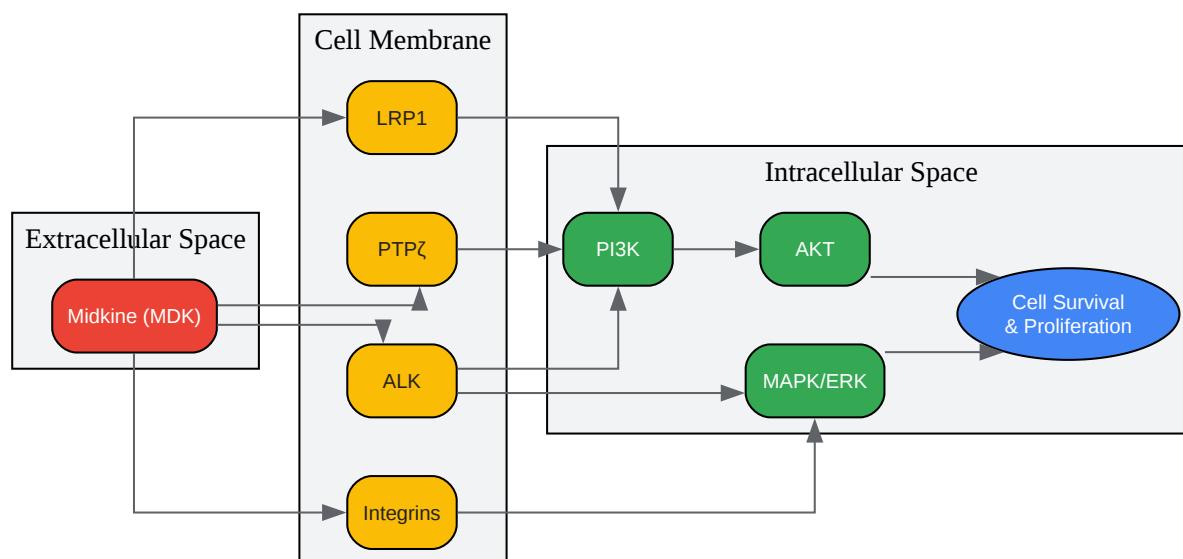 Cell Membrane
LRP1
Intracellular Space
Extracellular Space
PTPζ
PI3K
AKT
Midkine (MDK)
Cell Survival
& Proliferation
ALK
MAPK/ERK
Integrins